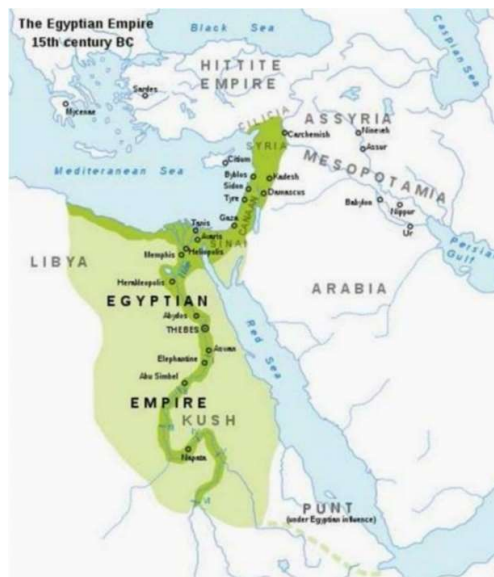 The Egyptian Empire
15th century BC
Black Sea
Caspian Sea
HITTITE
EMPIRE
Sardes
Mycenae
CILICIA
ASSYRIA
Carchemish
Nineveh
SYRIA
Assur
Citium
MESOPOTAMIA
Mediterranean Sea
Byblos
Kadesh
Sidon
Damascus
Tyre
Babylon
Nippur
CANAAN
Ur
Gaza
Tanis
Avaris
SINAI
Persian
Gulf
Heliopolis
Memphis
LIBYA
Herakleopolis
ARABIA
EGYPTIAN
Abydos
THEBES
Red Sea
Aswan
Elephantine
Abu Simbel
EMPIRE
KUSH
Napata
PUNT
(under Egyptian influence)